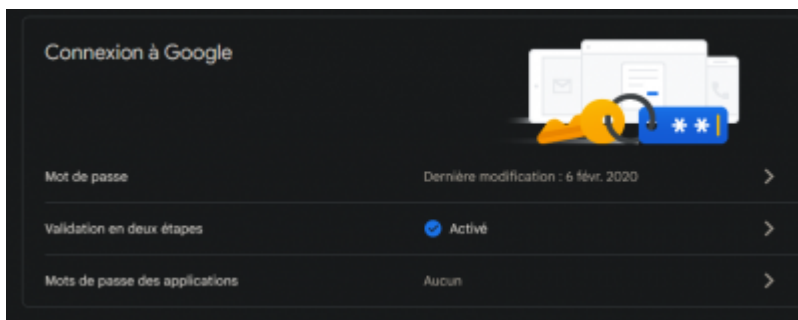 Connexion à Google
**
Mot de passe
Dernière modification : 6 févr. 2020
Validation en deux étapes
Activé
Mots de passe des applications
Aucun